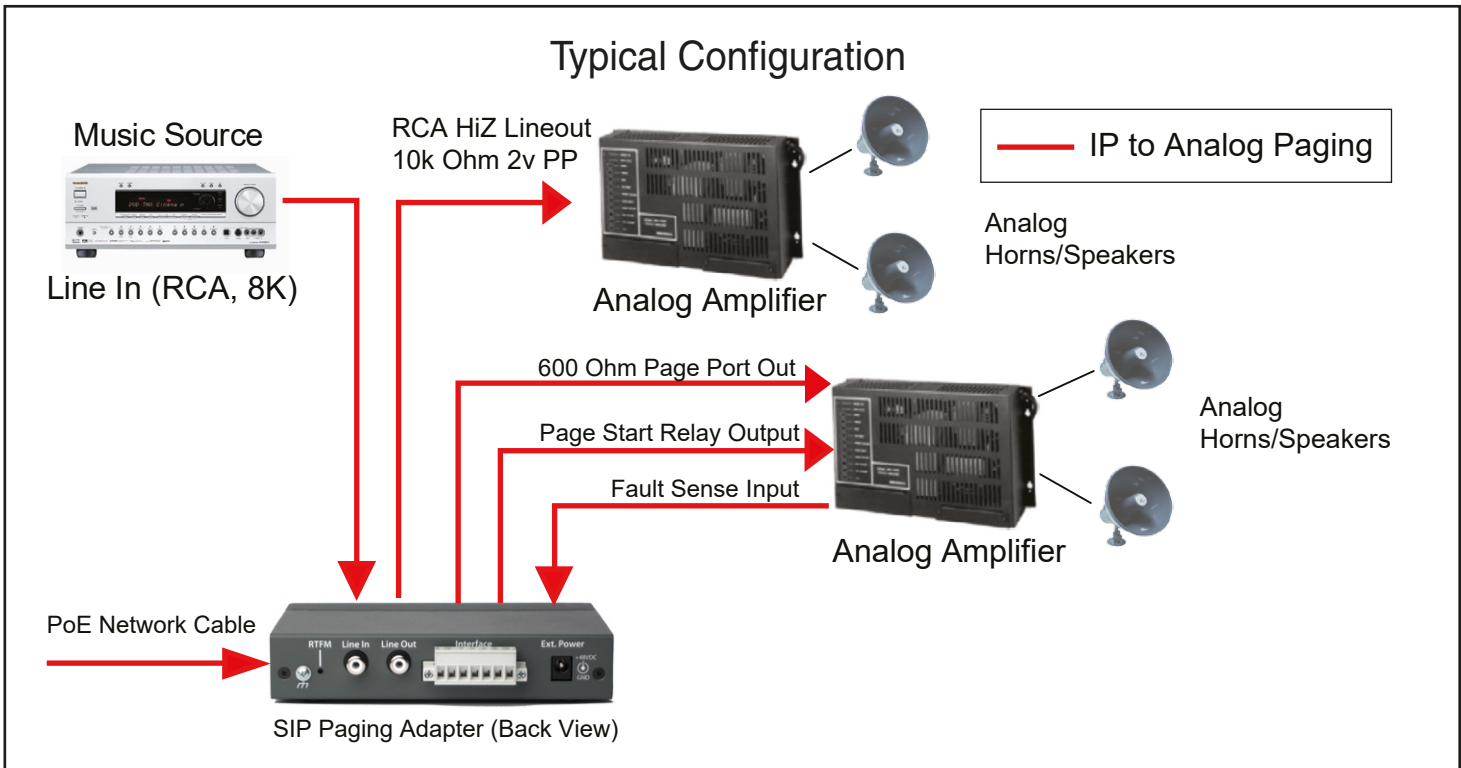 Typical Configuration
Music Source
Line In (RCA, 8K)
RCA HiZ Lineout
10k Ohm 2v PP
Analog Amplifier
IP to Analog Paging
Analog
Horns/Speakers
600 Ohm Page Port Out
Page Start Relay Output
Fault Sense Input
Analog Amplifier
Analog
Horns/Speakers
PoE Network Cable
RTFM
Line In
Line Out
Interface
Ext. Power
+48VDC
GND
SIP Paging Adapter (Back View)